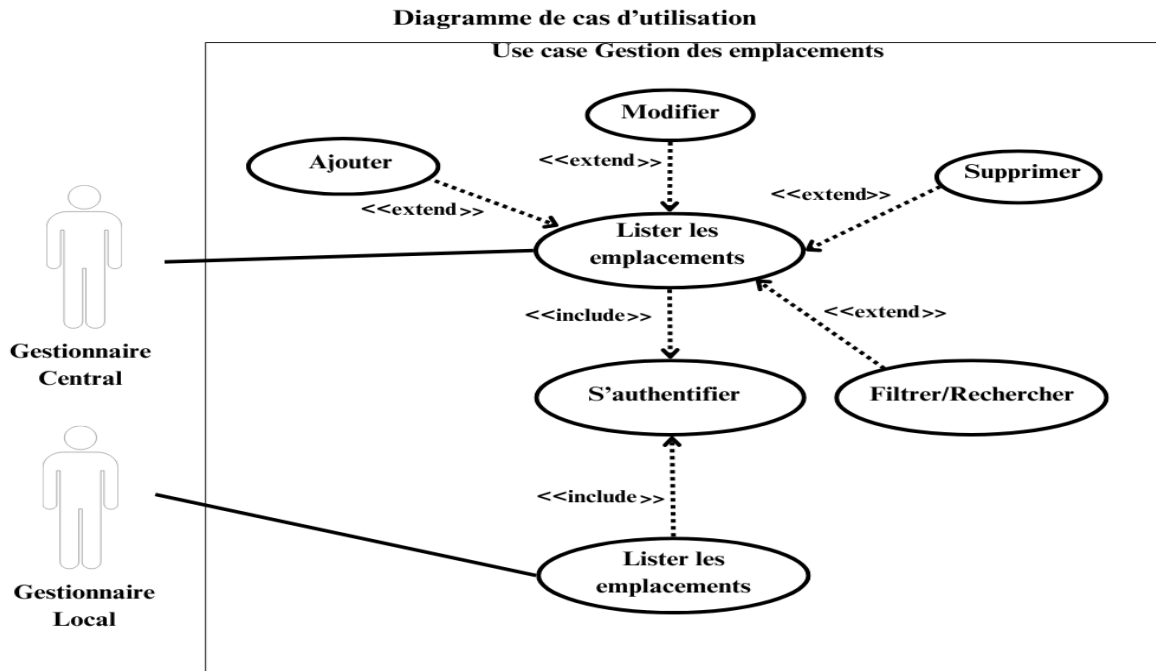 Diagramme de cas d’utilisation
Use case Gestion des emplacements
Modifier
Ajouter
<<extend>>
Supprimer
<<extend>>
<<extend>>
Lister les
emplacements
<<include>>
<<extend>>
Gestionnaire
Central
S’authentifier
Filtrer/Rechercher
<<include>>
Lister les
emplacements
Gestionnaire
Local